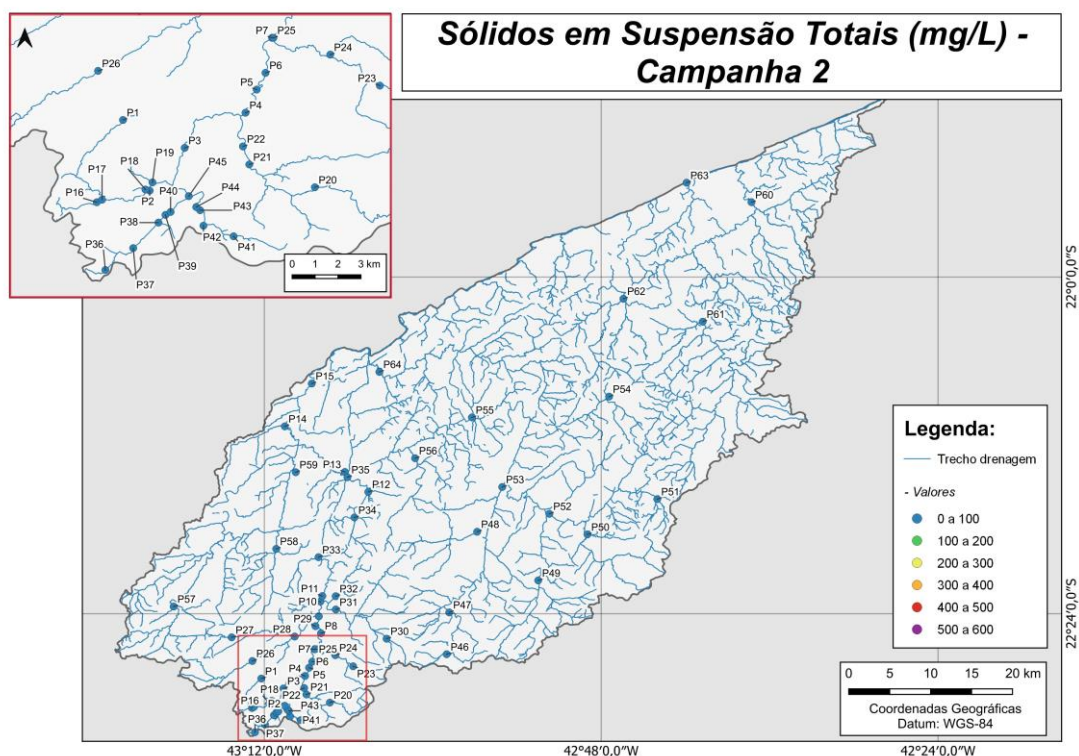 Sólidos em Suspensão Totais (mg/L) -
Campanha 2
P7 P25
P24
P26
P6
P23
P5
P.1
P4
P3
P22
P19
P18
P21
P45
P17
P44
P20
P16
P40
P2
P43
P38
P42
P41
P36
P39
P37
0 1 2 3 km
P63
P60
22°0'0,0"S
P62
P61
P64
P15
P54
P55
P14
P56
P13
P59
P35
P53
P12
P51
P52
P34
P48
P50
P58
P33
P49
P11
P32
P57
P10
P31
P47
22°24'0,0"S
P29
P8
P28
P27
P30
P7 P25
P24
P46
P26
P6
P4
P23
P1
P5
P3
P18
P21
P22
P20
P16
P2
P43
P36
P41
P37
Legenda:
Trecho drenagem
- Valores
0 a 100
100 a 200
200 a 300
300 a 400
400 a 500
500 a 600
0 5 10 15 20 km
Coordenadas Geográficas
Datum: WGS-84
43°12'0,0"W
42°48'0,0"W
42°24'0,0"W